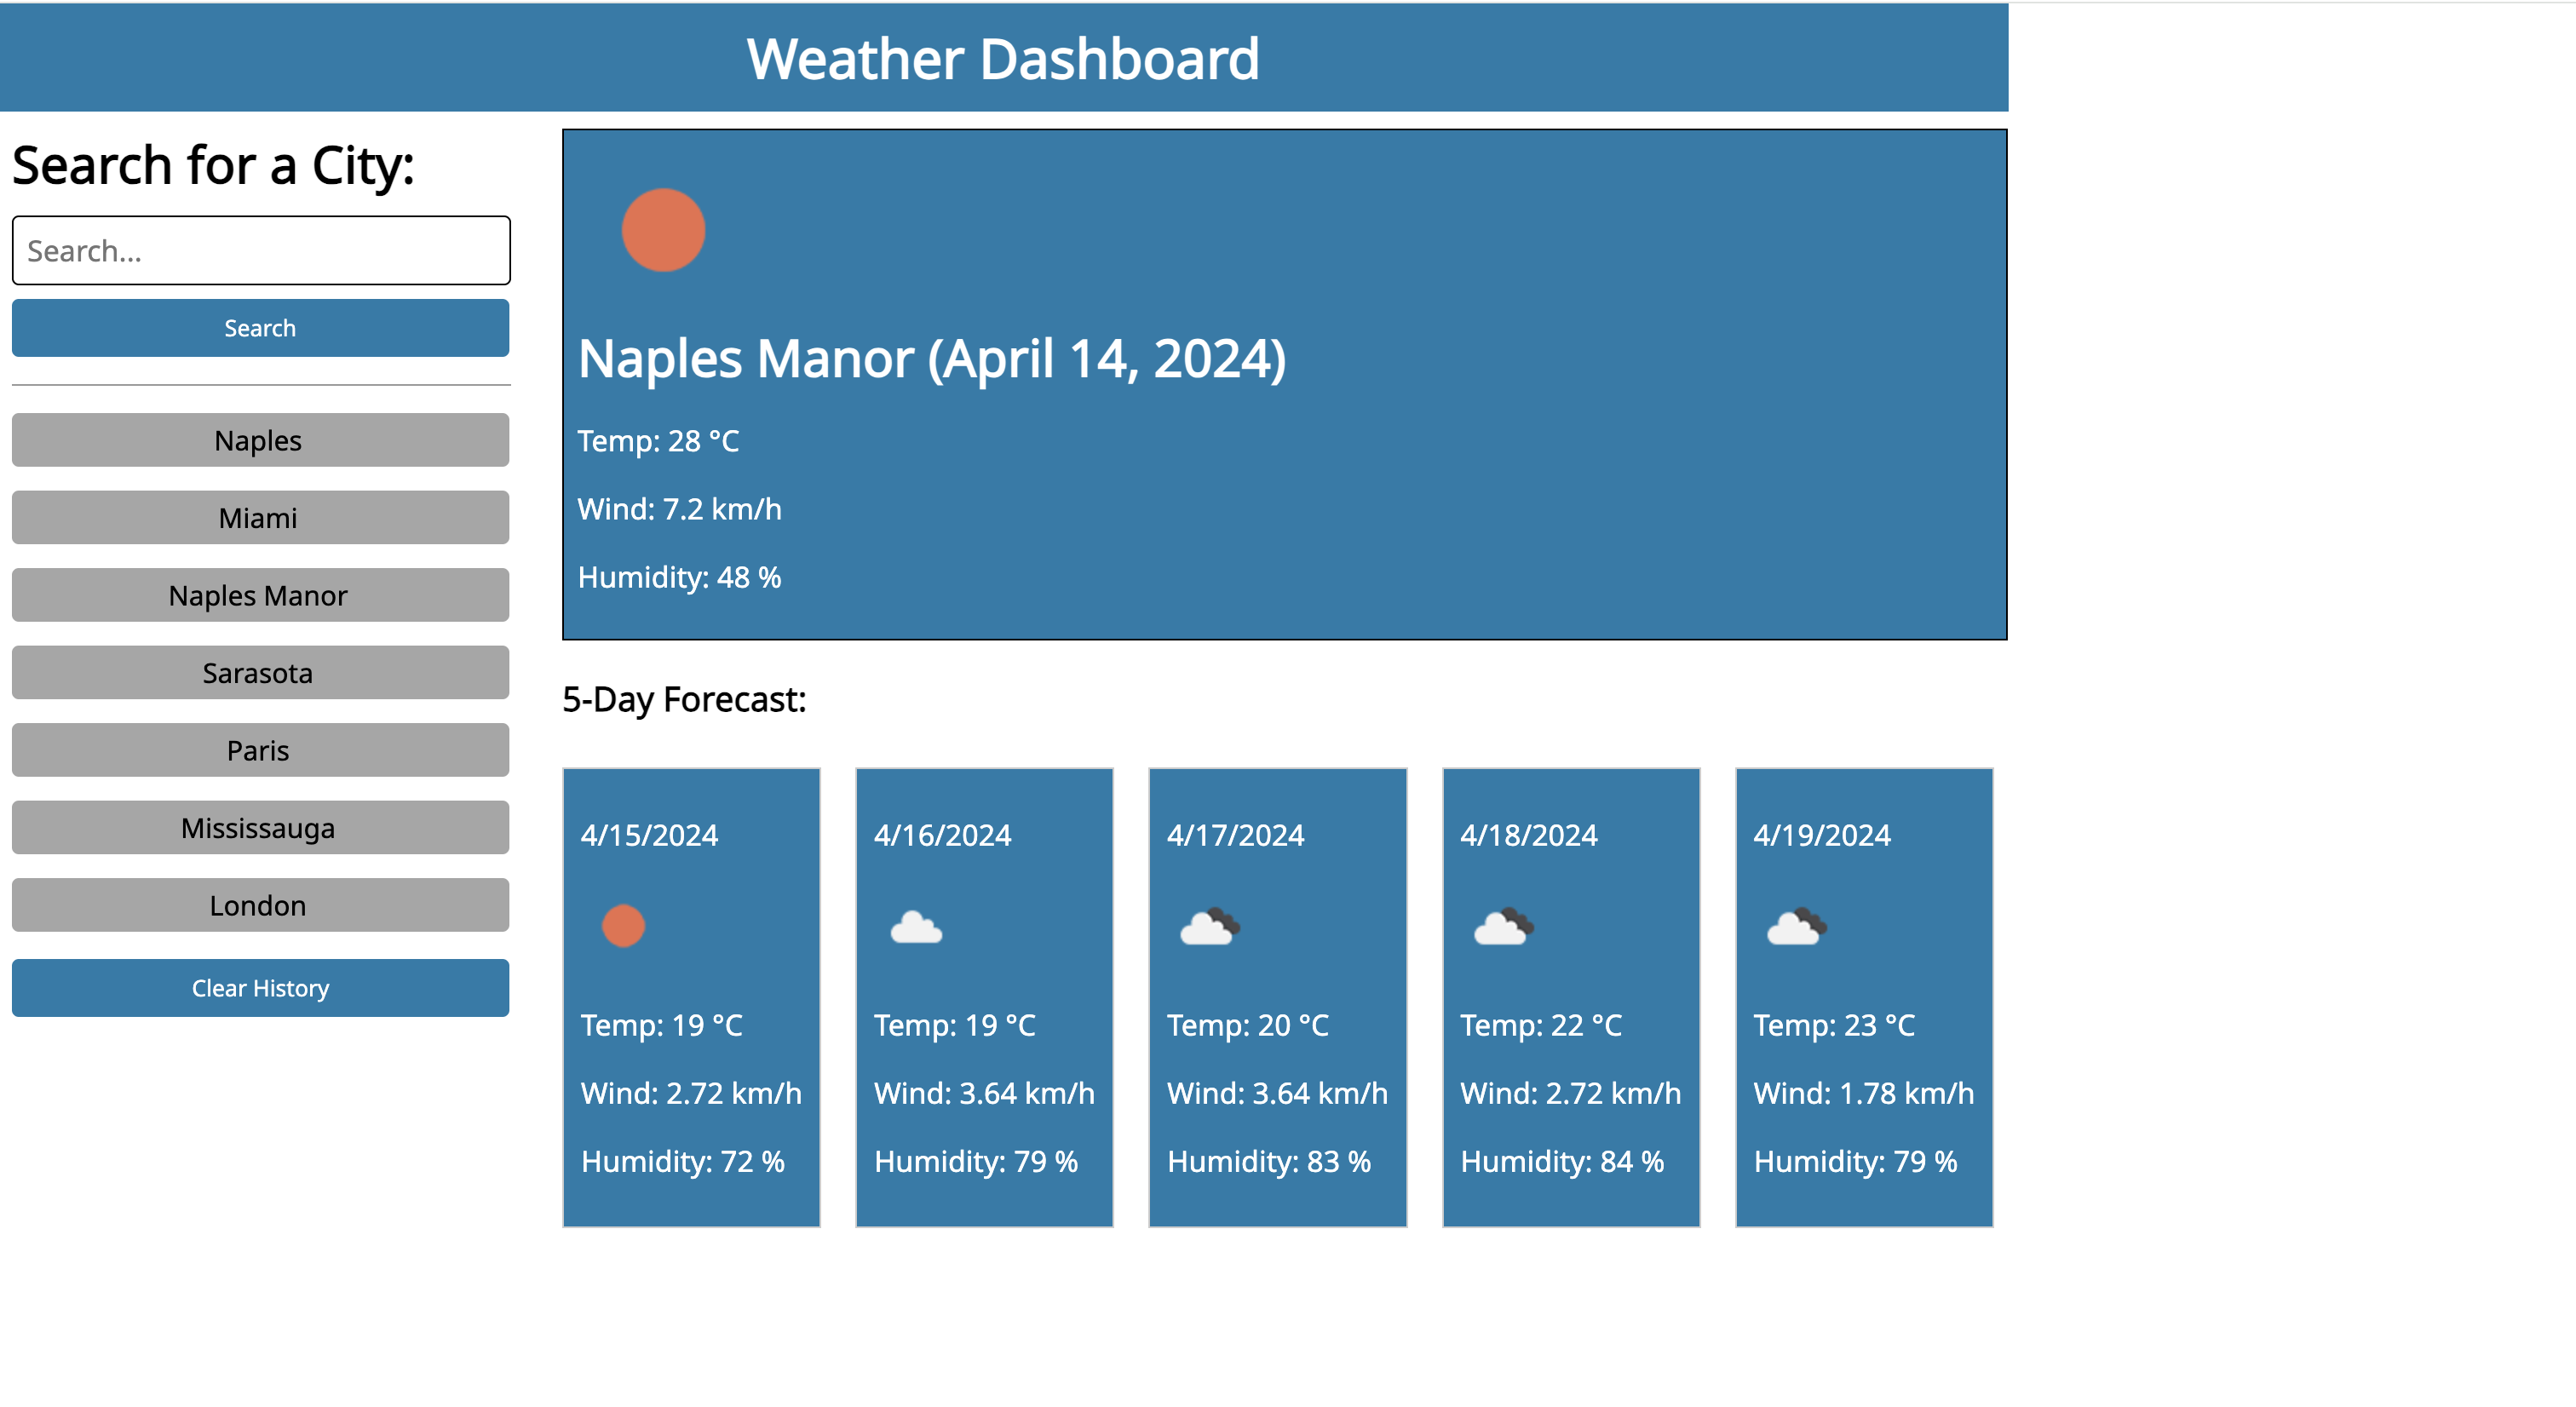 Weather Dashboard
Search for a City:
Search...
Search
Naples
Miami
Naples Manor
Sarasota
Paris
Mississauga
London
Clear History
Naples Manor (April 14, 2024)
Temp: 28 °C
Wind: 7.2 km/h
Humidity: 48 %
5-Day Forecast:
4/15/2024
Temp: 19 °C
Wind: 2.72 km/h
Humidity: 72 %
4/16/2024
Temp: 19 °C
Wind: 3.64 km/h
Humidity: 79 %
4/17/2024
Temp: 20 °C
Wind: 3.64 km/h
Humidity: 83 %
4/18/2024
Temp: 22 °C
Wind: 2.72 km/h
Humidity: 84 %
4/19/2024
Temp: 23 °C
Wind: 1.78 km/h
Humidity: 79 %